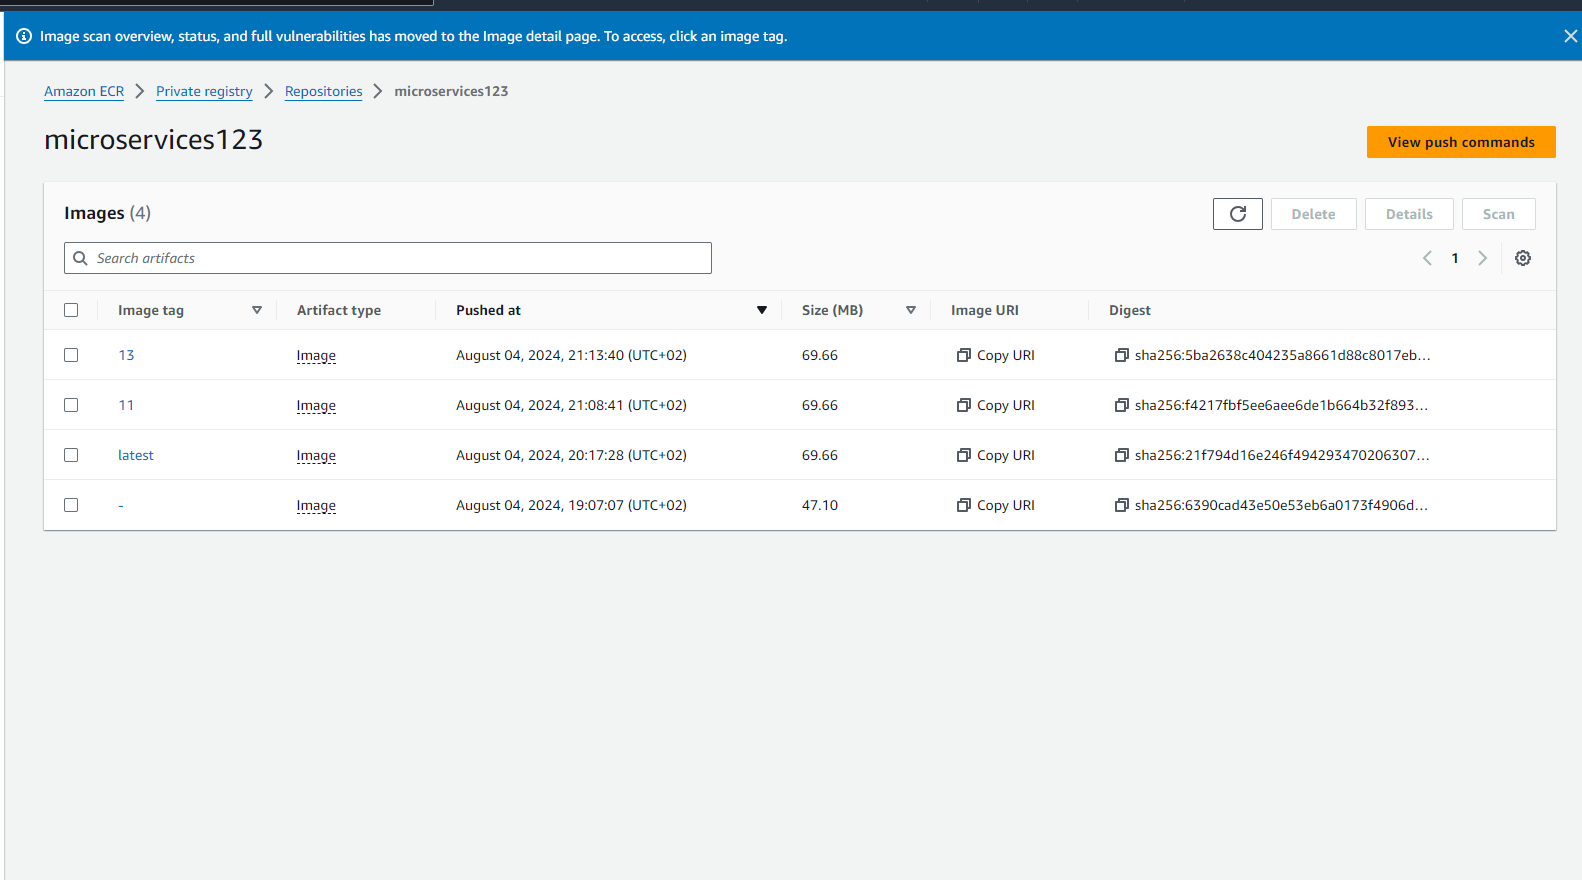 Image scan overview, status, and full vulnerabilities has moved to the Image detail page. To access, click an image tag.
Amazon ECR Private registry Repositories microservices123
microservices123
View push commands
Images (4)
Delete Details Scan
Search artifacts
1
Image tag Artifact type Pushed at Size (MB) Image URI Digest
13 Image August 04, 2024, 21:13:40 (UTC+02) 69.66 Copy URI sha256:5ba2638c404235a8661d88c8017eb...
11 Image August 04, 2024, 21:08:41 (UTC+02) 69.66 Copy URI sha256:f4217fbf5ee6aee6de1b664b32f893...
latest Image August 04, 2024, 20:17:28 (UTC+02) 69.66 Copy URI sha256:21f794d16e246f494293470206307...
- Image August 04, 2024, 19:07:07 (UTC+02) 47.10 Copy URI sha256:6390cad43e50e53eb6a0173f4906d...